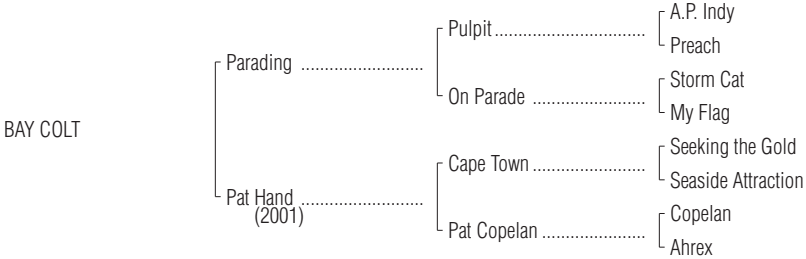 A.P. Indy
Pulpit..............................
Preach
Parading .........................
Storm Cat
On Parade .......................
My Flag
BAY COLT
Seeking the Gold
Cape Town .......................
Seaside Attraction
Pat Hand .........................
(2001)
Copelan
Pat Copelan .....................
Ahrex